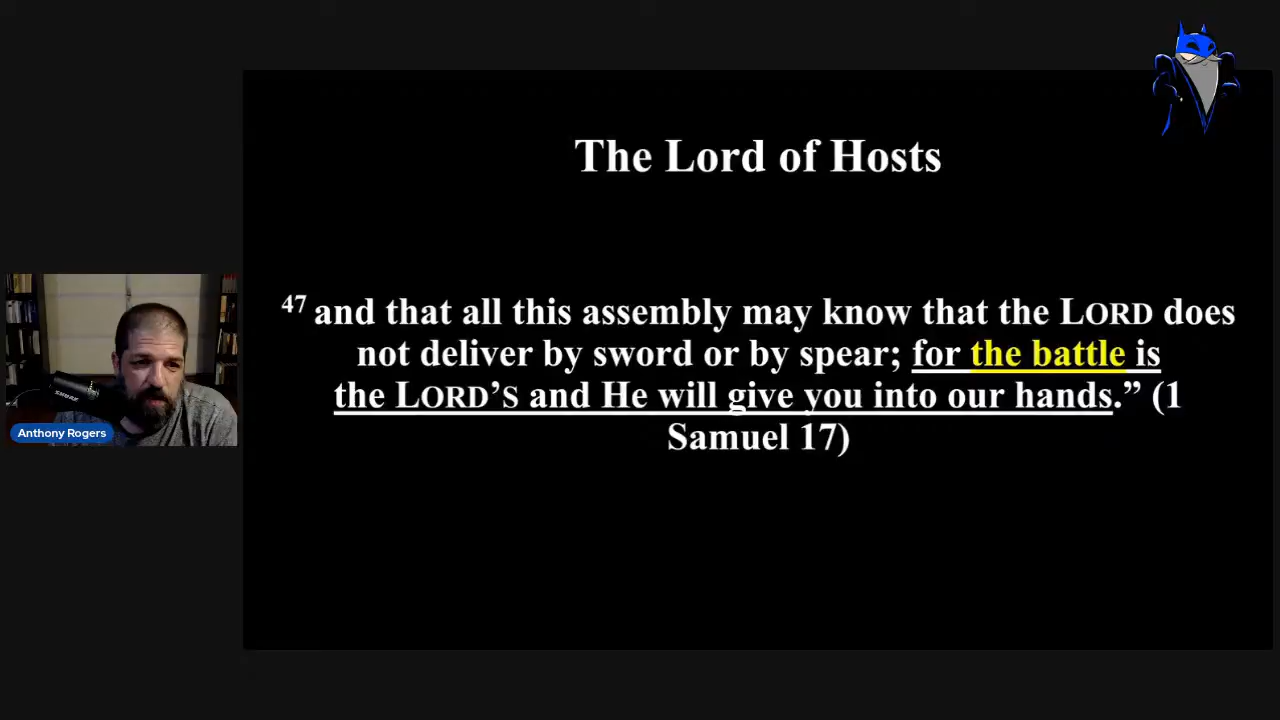 The Lord of Hosts
47 and that all this assembly may know that the LORD does
not deliver by sword or by spear; for the battle is
the LORD’S and He will give you into our hands.” (1
Samuel 17)
SHURE
Anthony Rogers